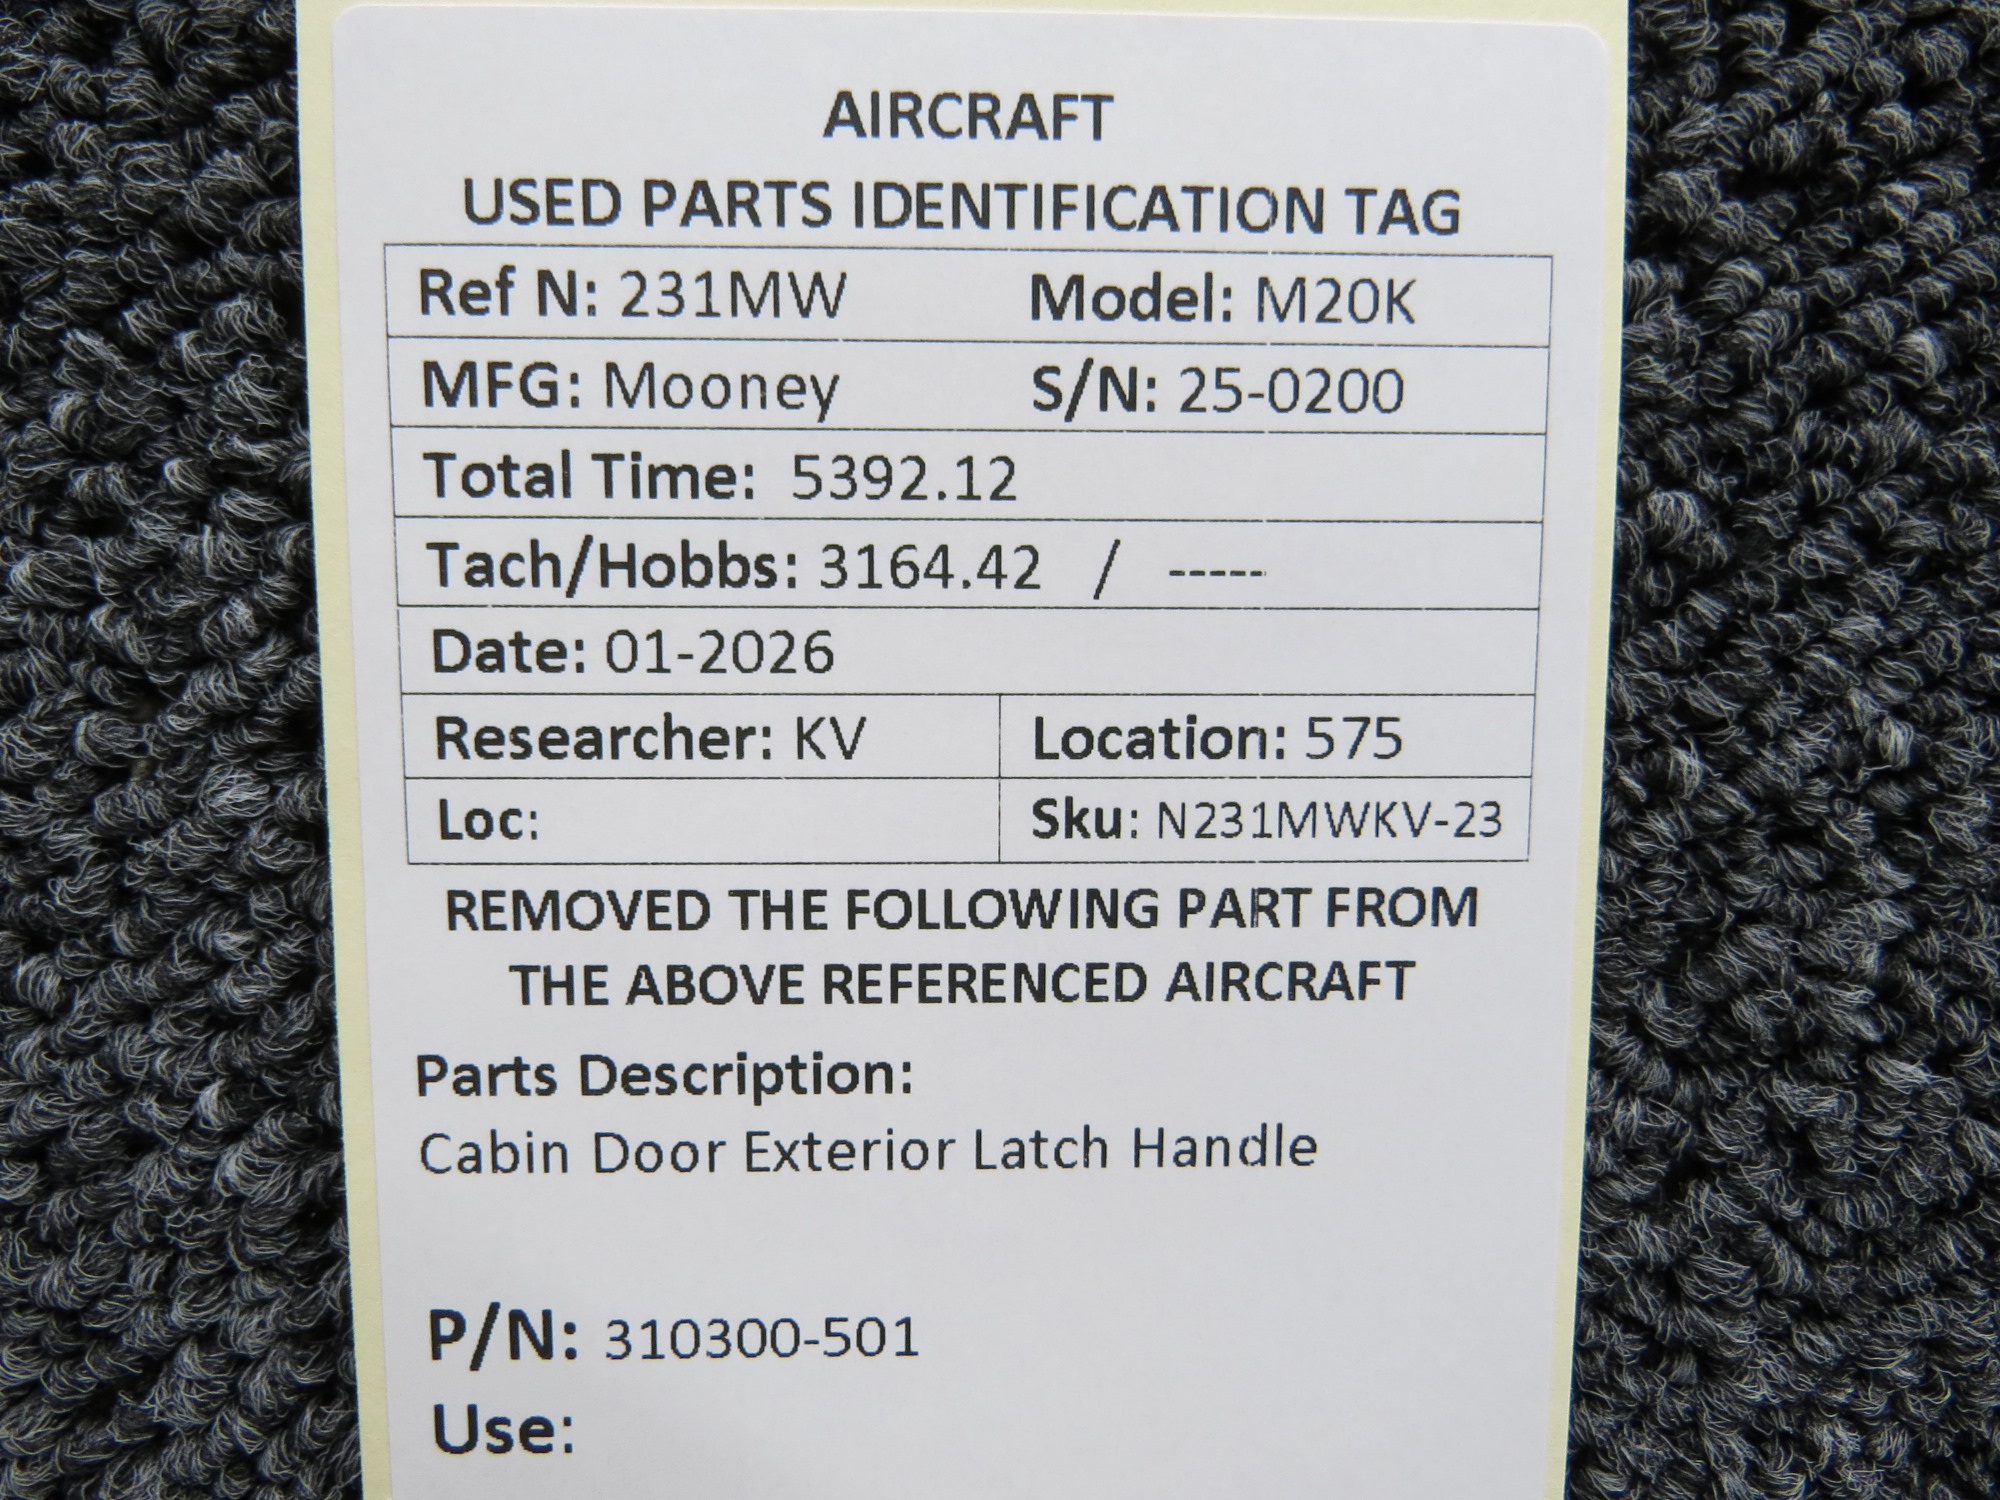 AIRCRAFT
USED PARTS IDENTIFICATION TAG
Ref N: 231MW Model: M20K
MFG: Mooney S/N: 25-0200
Total Time: 5392.12
Tach/Hobbs: 3164.42 / -----
Date: 01-2026
Researcher: KV Location: 575
Loc: Sku: N231MWKV-23
REMOVED THE FOLLOWING PART FROM
THE ABOVE REFERENCED AIRCRAFT
Parts Description:
Cabin Door Exterior Latch Handle
P/N: 310300-501
Use: